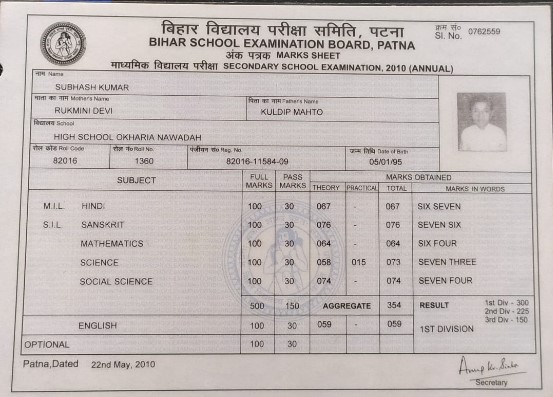 बिहार विद्यालय परीक्षा समिति, पटना
क्रम सं० Sl. No. 0762559
BIHAR SCHOOL EXAMINATION BOARD, PATNA
अंक पत्रक MARKS SHEET
माध्यमिक विद्यालय परीक्षा SECONDARY SCHOOL EXAMINATION, 2010 (ANNUAL)
नाम Name
SUBHASH KUMAR
माता का नाम Mother's Name पिता का नाम Father's Name
RUKMINI DEVI KULDIP MAHTO
विद्यालय School
HIGH SCHOOL OKHARIA NAWADAH
रोल कोड Roll Code रोल नं० Roll No. पंजीयन सं० Reg. No. जन्म तिथि Date of Birth
82016 1360 82016-11584-09 05/01/95
SUBJECT FULL MARKS PASS MARKS MARKS OBTAINED
THEORY PRACTICAL TOTAL MARKS IN WORDS
M.I.L. HINDI 100 30 067 - 067 SIX SEVEN
S.I.L. SANSKRIT 100 30 076 - 076 SEVEN SIX
MATHEMATICS 100 30 064 - 064 SIX FOUR
SCIENCE 100 30 058 015 073 SEVEN THREE
SOCIAL SCIENCE 100 30 074 - 074 SEVEN FOUR
500 150 AGGREGATE 354 RESULT 1st Div - 300
2nd Div - 225
3rd Div - 150
ENGLISH 100 30 059 - 059 1ST DIVISION
OPTIONAL 100 30
Patna,Dated 22nd May, 2010
Secretary